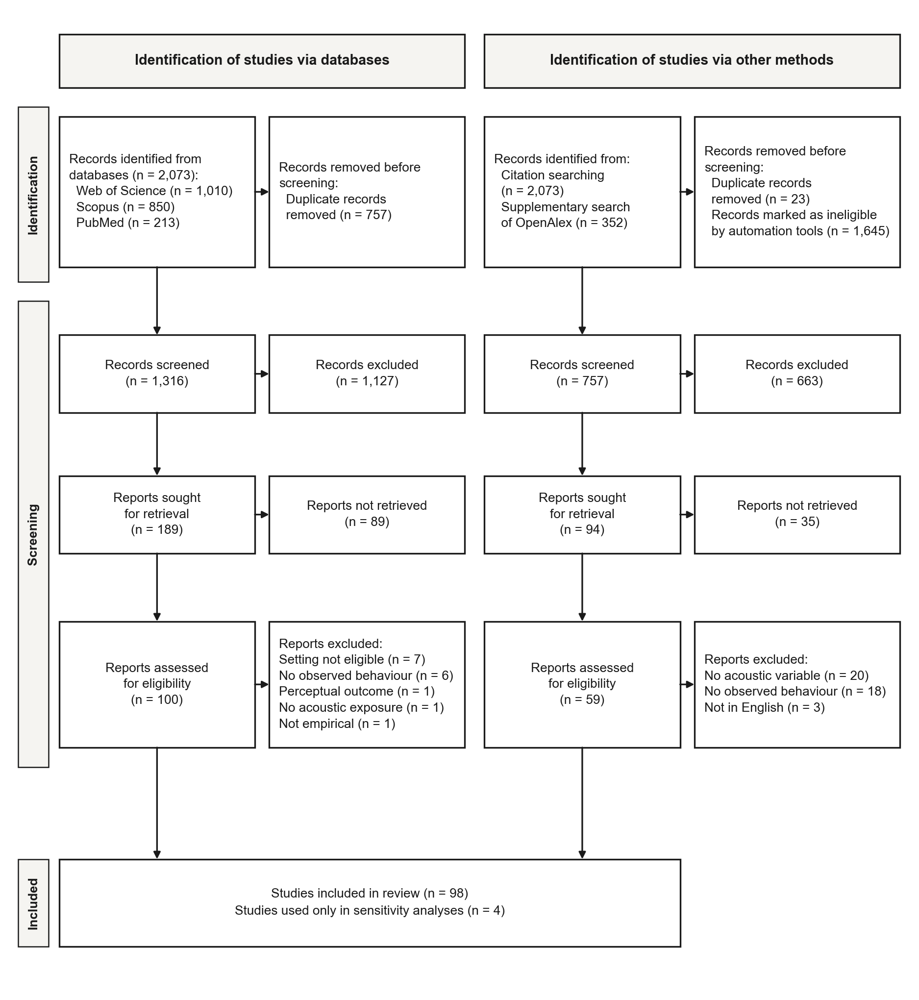 Identification of studies via databases
Identification of studies via other methods
Identification
Records identified from
databases (n = 2,073):
Web of Science (n = 1,010)
Scopus (n = 850)
PubMed (n = 213)
Records removed before
screening:
Duplicate records
removed (n = 757)
Records identified from:
Citation searching
(n = 2,073)
Supplementary search
of OpenAlex (n = 352)
Records removed before
screening:
Duplicate records
removed (n = 23)
Records marked as ineligible
by automation tools (n = 1,645)
Screening
Records screened
(n = 1,316)
Records excluded
(n = 1,127)
Records screened
(n = 757)
Records excluded
(n = 663)
Reports sought
for retrieval
(n = 189)
Reports not retrieved
(n = 89)
Reports sought
for retrieval
(n = 94)
Reports not retrieved
(n = 35)
Reports assessed
for eligibility
(n = 100)
Reports excluded:
Setting not eligible (n = 7)
No observed behaviour (n = 6)
Perceptual outcome (n = 1)
No acoustic exposure (n = 1)
Not empirical (n = 1)
Reports assessed
for eligibility
(n = 59)
Reports excluded:
No acoustic variable (n = 20)
No observed behaviour (n = 18)
Not in English (n = 3)
Included
Studies included in review (n = 98)
Studies used only in sensitivity analyses (n = 4)